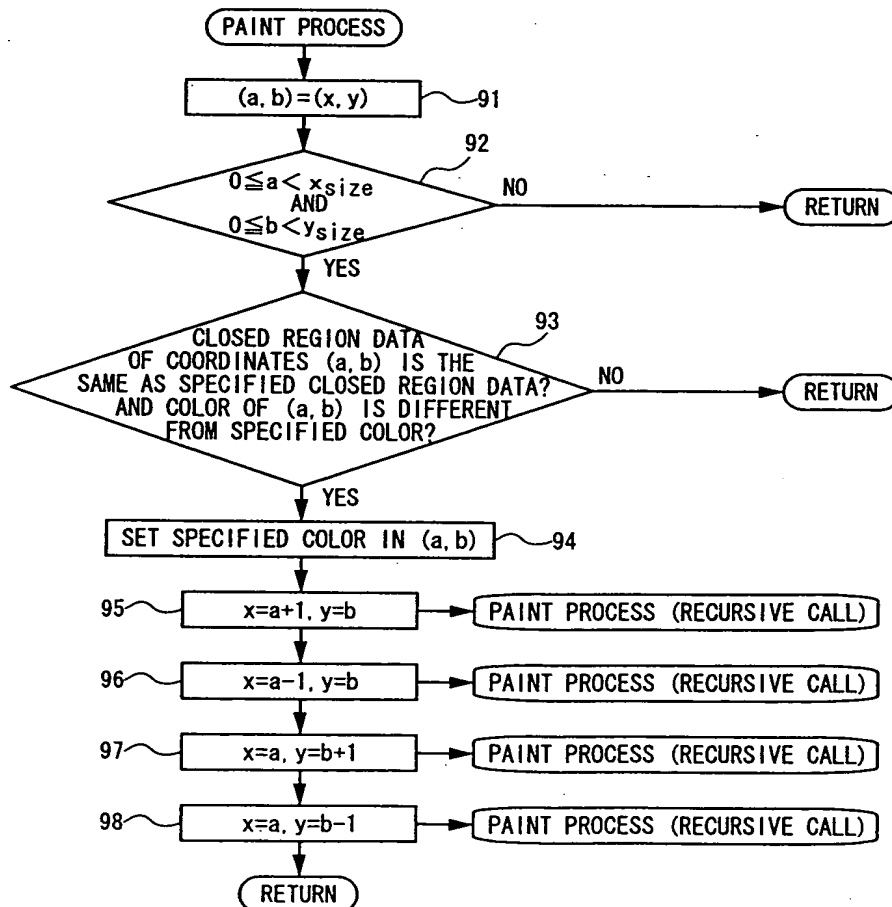 PAINT PROCESS
(a, b)=(x, y)
91
92
0≦a<xsize
AND
0≦b<ysize
NO
RETURN
YES
93
CLOSED REGION DATA
OF COORDINATES (a, b) IS THE
SAME AS SPECIFIED CLOSED REGION DATA?
AND COLOR OF (a, b) IS DIFFERENT
FROM SPECIFIED COLOR?
NO
RETURN
YES
SET SPECIFIED COLOR IN (a, b)
94
95
x=a+1, y=b
PAINT PROCESS (RECURSIVE CALL)
96
x=a-1, y=b
PAINT PROCESS (RECURSIVE CALL)
97
x=a, y=b+1
PAINT PROCESS (RECURSIVE CALL)
98
x=a, y=b-1
PAINT PROCESS (RECURSIVE CALL)
RETURN